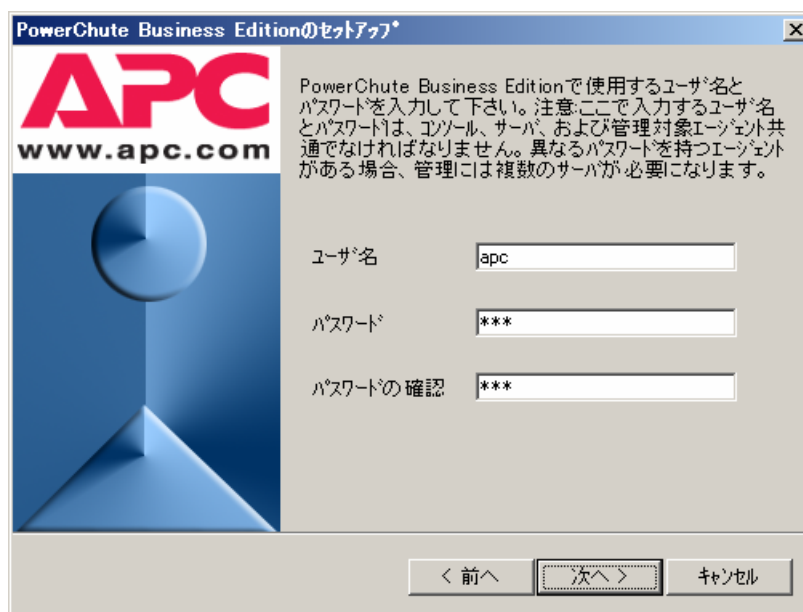 PowerChute Business Editionのｾｯﾄｱｯﾌﾟ
APC
www.apc.com
PowerChute Business Editionで使用するﾕｰｻﾞ名と
ﾊﾟｽﾜｰﾄﾞを入力して下さい。注意:ここで入力するﾕｰｻﾞ名
とﾊﾟｽﾜｰﾄﾞは、ｺﾝｿｰﾙ、ｻｰﾊﾞ、および管理対象ｴｰｼﾞｪﾝﾄ共
通でなければなりません。異なるﾊﾟｽﾜｰﾄﾞを持つｴｰｼﾞｪﾝﾄ
がある場合、管理には複数のｻｰﾊﾞが必要になります。
ﾕｰｻﾞ名
apc
ﾊﾟｽﾜｰﾄﾞ
***
ﾊﾟｽﾜｰﾄﾞの確認
***
< 前へ
次へ >
ｷｬﾝｾﾙ